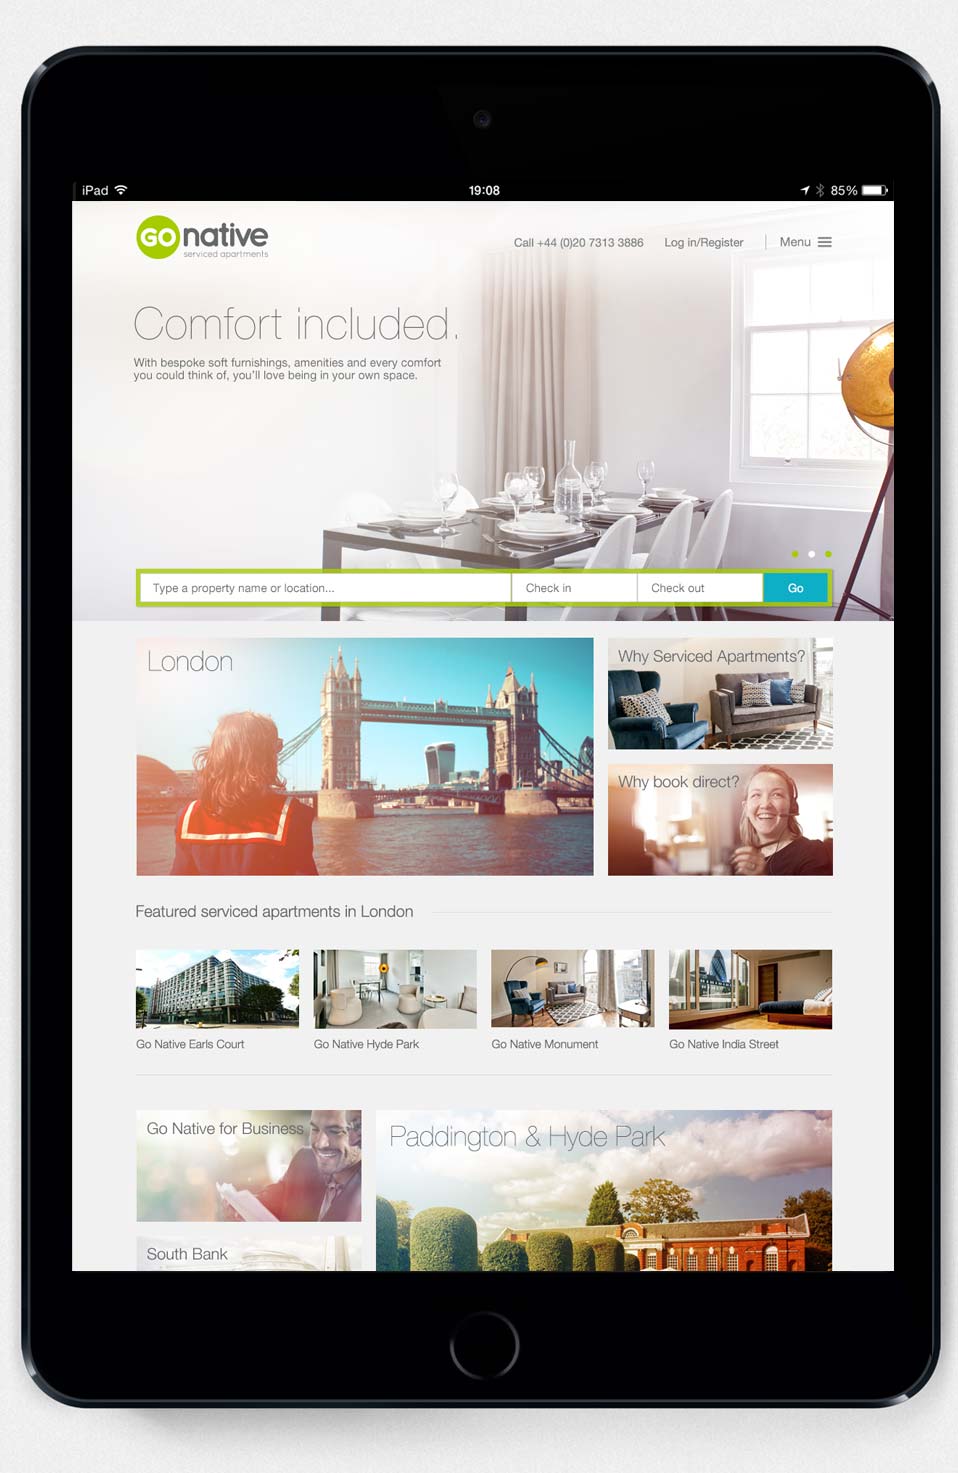 iPad
19:08
85%
GO native
serviced apartments
Call +44 (0)20 7313 3886
Log in/Register
Menu
Comfort included.
With bespoke soft furnishings, amenities and every comfort
you could think of, you'll love being in your own space.
Type a property name or location...
Check in
Check out
Go
London
Why Serviced Apartments?
Why book direct?
Featured serviced apartments in London
Go Native Earls Court
Go Native Hyde Park
Go Native Monument
Go Native India Street
Go Native for Business
Paddington & Hyde Park
South Bank